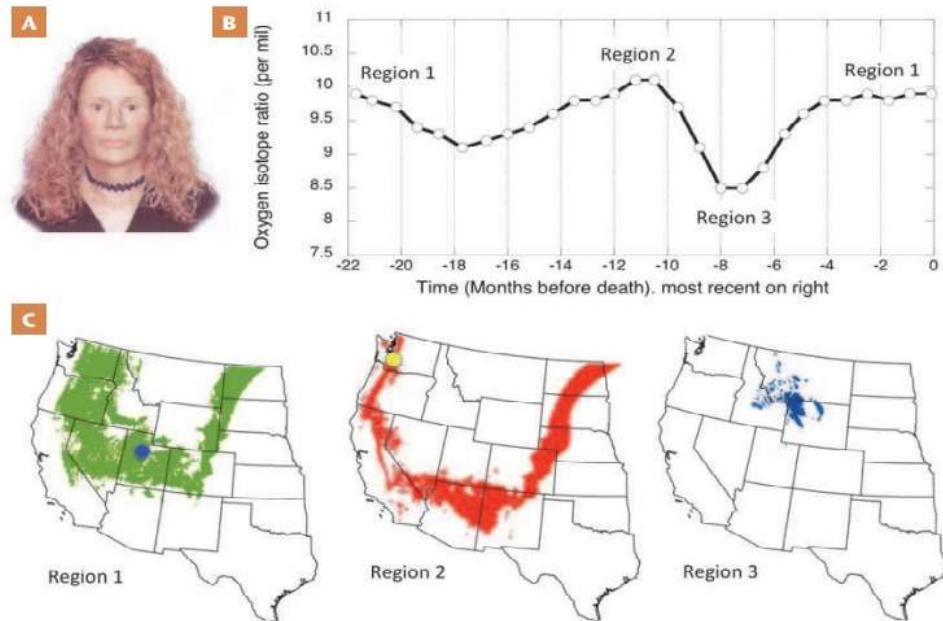 A
B
Oxygen isotope ratio (per mil)
11
10.5
10
9.5
9
8.5
8
7.5
Region 1
Region 2
Region 3
Region 1
-22
-20
-18
-16
-14
-12
-10
-8
-6
-4
-2
0
Time (Months before death). most recent on right
C
Region 1
Region 2
Region 3